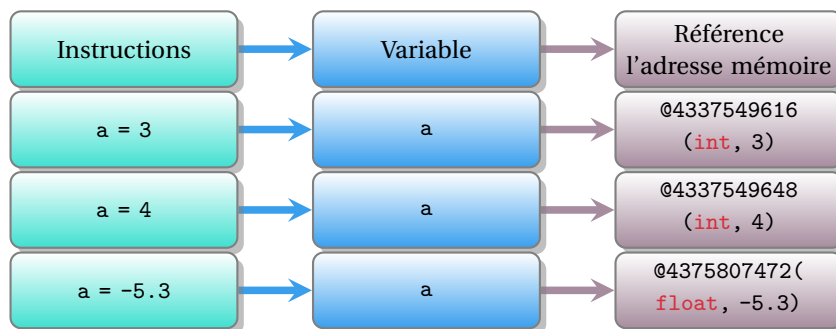 Instructions
Variable
Référence
l'adresse mémoire
a = 3
a
@4337549616
(int, 3)
a = 4
a
@4337549648
(int, 4)
a = -5.3
a
@4375807472(
float, -5.3)